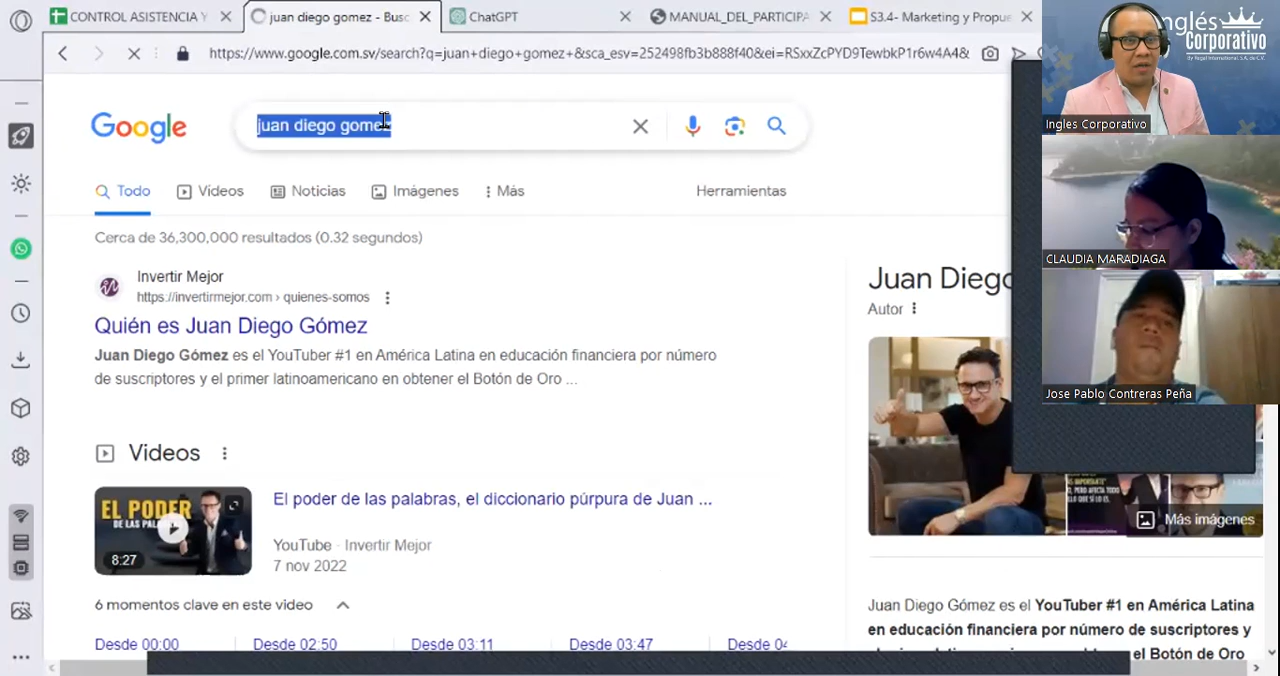 CONTROL ASISTENCIA Y
juan diego gomez - Busc
ChatGPT
MANUAL_DEL_PARTICIPA
S3.4- Marketing y Propue
https://www.google.com.sv/search?q=juan+diego+gomez+&sca_esv=252498fb3b888f40&ei=RSxxZcPYD9TewbkP1r6w4A4&
Google
juan diego gomez
Todo
Videos
Noticias
Imágenes
Más
Herramientas
Cerca de 36,300,000 resultados (0.32 segundos)
Invertir Mejor
https://invertirmejor.com › quienes-somos
Quién es Juan Diego Gómez
Juan Diego Gómez es el YouTuber #1 en América Latina en educación financiera por número
de suscriptores y el primer latinoamericano en obtener el Botón de Oro ...
Videos
EL PODER
DE LAS PALABRAS
8:27
El poder de las palabras, el diccionario púrpura de Juan ...
YouTube · Invertir Mejor
7 nov 2022
6 momentos clave en este video
Desde 00:00
Desde 02:50
Desde 03:11
Desde 03:47
Desde 04
Juan Diego
Autor
Más imágenes
Juan Diego Gómez es el YouTuber #1 en América Latina
en educación financiera por número de suscriptores y
el Botón de Oro
Inglés
Corporativo
By Regal International, S.A. de C.V.
Ingles Corporativo
CLAUDIA MARADIAGA
Jose Pablo Contreras Peña